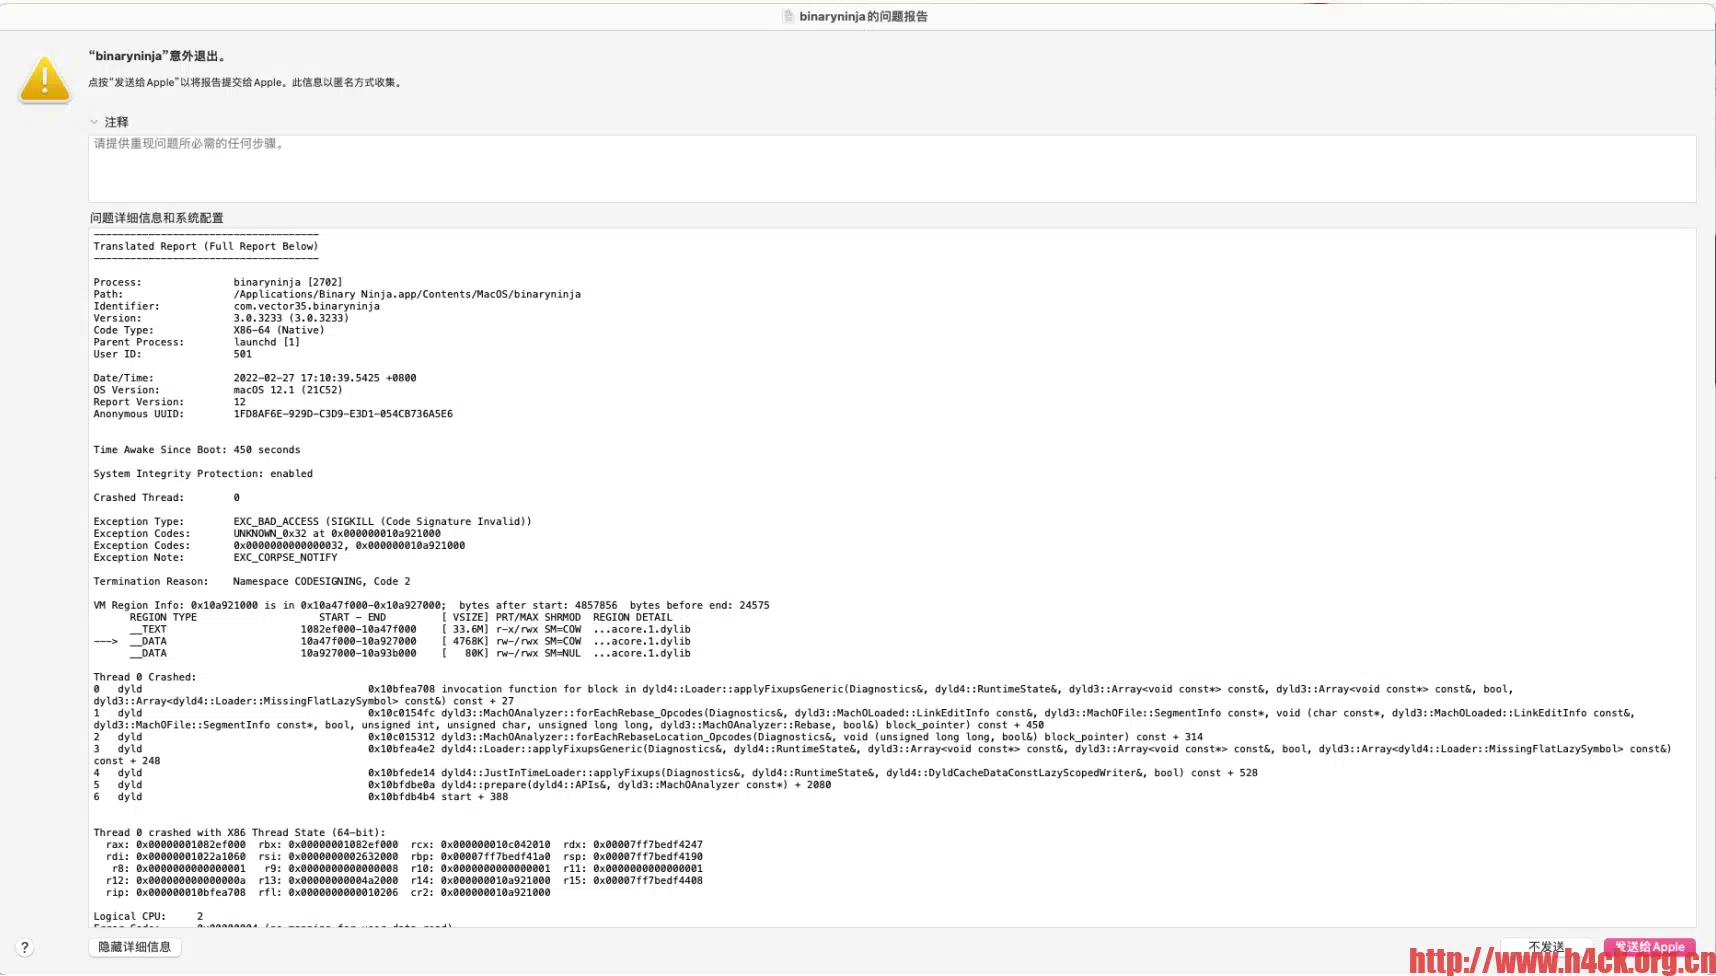 binaryninja的问题报告
“binaryninja”意外退出。
点按“发送给Apple”以将报告提交给Apple。此信息以匿名方式收集。
注释
请提供重现问题所必需的任何步骤。
问题详细信息和系统配置
-------------------------------------
Translated Report (Full Report Below)
-------------------------------------
Process: binaryninja [2702]
Path: /Applications/Binary Ninja.app/Contents/MacOS/binaryninja
Identifier: com.vector35.binaryninja
Version: 3.0.3233 (3.0.3233)
Code Type: X86-64 (Native)
Parent Process: launchd [1]
User ID: 501
Date/Time: 2022-02-27 17:10:39.5425 +0800
OS Version: macOS 12.1 (21C52)
Report Version: 12
Anonymous UUID: 1FD8AF6E-929D-C3D9-E3D1-054CB736A5E6
Time Awake Since Boot: 450 seconds
System Integrity Protection: enabled
Crashed Thread: 0
Exception Type: EXC_BAD_ACCESS (SIGKILL (Code Signature Invalid))
Exception Codes: UNKNOWN_0x32 at 0x000000010a921000
Exception Codes: 0x0000000000000032, 0x000000010a921000
Exception Note: EXC_CORPSE_NOTIFY
Termination Reason: Namespace CODESIGNING, Code 2
VM Region Info: 0x10a921000 is in 0x10a47f000-0x10a927000; bytes after start: 4857856 bytes before end: 24575
REGION TYPE START - END [ VSIZE] PRT/MAX SHRMOD REGION DETAIL
__TEXT 1082ef000-10a47f000 [ 33.6M] r-x/rwx SM=COW ...acore.1.dylib
---> __DATA 10a47f000-10a927000 [ 4768K] rw-/rwx SM=COW ...acore.1.dylib
__DATA 10a927000-10a93b000 [ 80K] rw-/rwx SM=NUL ...acore.1.dylib
Thread 0 Crashed:
0 dyld 0x10bfea708 invocation function for block in dyld4::Loader::applyFixupsGeneric(Diagnostics&, dyld4::RuntimeState&, dyld3::Array<void const*> const&, dyld3::Array<void const*> const&, bool,
dyld3::Array<dyld4::Loader::MissingFlatLazySymbol> const&) const + 27
1 dyld 0x10c0154fc dyld3::MachOAnalyzer::forEachRebase_Opcodes(Diagnostics&, dyld3::MachOLoaded::LinkEditInfo const&, dyld3::MachOFile::SegmentInfo const*, void (char const*, dyld3::MachOLoaded::LinkEditInfo const&,
dyld3::MachOFile::SegmentInfo const*, bool, unsigned int, unsigned char, unsigned long long, dyld3::MachOAnalyzer::Rebase, bool&) block_pointer) const + 450
2 dyld 0x10c015312 dyld3::MachOAnalyzer::forEachRebaseLocation_Opcodes(Diagnostics&, void (unsigned long long, bool&) block_pointer) const + 314
3 dyld 0x10bfea4e2 dyld4::Loader::applyFixupsGeneric(Diagnostics&, dyld4::RuntimeState&, dyld3::Array<void const*> const&, dyld3::Array<void const*> const&, bool, dyld3::Array<dyld4::Loader::MissingFlatLazySymbol> const&)
const + 248
4 dyld 0x10bfede14 dyld4::JustInTimeLoader::applyFixups(Diagnostics&, dyld4::RuntimeState&, dyld4::DyldCacheDataConstLazyScopedWriter&, bool) const + 528
5 dyld 0x10bfdbe0a dyld4::prepare(dyld4::APIs&, dyld3::MachOAnalyzer const*) + 2080
6 dyld 0x10bfdb4b4 start + 388
Thread 0 crashed with X86 Thread State (64-bit):
rax: 0x00000001082ef000 rbx: 0x00000001082ef000 rcx: 0x000000010c042010 rdx: 0x00007ff7bedf4247
rdi: 0x00000001022a1060 rsi: 0x0000000002632000 rbp: 0x00007ff7bedf41a0 rsp: 0x00007ff7bedf4190
r8: 0x0000000000000001 r9: 0x0000000000000008 r10: 0x0000000000000001 r11: 0x0000000000000001
r12: 0x000000000000000a r13: 0x00000000004a2000 r14: 0x000000010a921000 r15: 0x00007ff7bedf4408
rip: 0x000000010bfea708 rfl: 0x0000000000010206 cr2: 0x000000010a921000
Logical CPU: 2
?
隐藏详细信息
不发送
发送给Apple
http://www.h4ck.org.cn